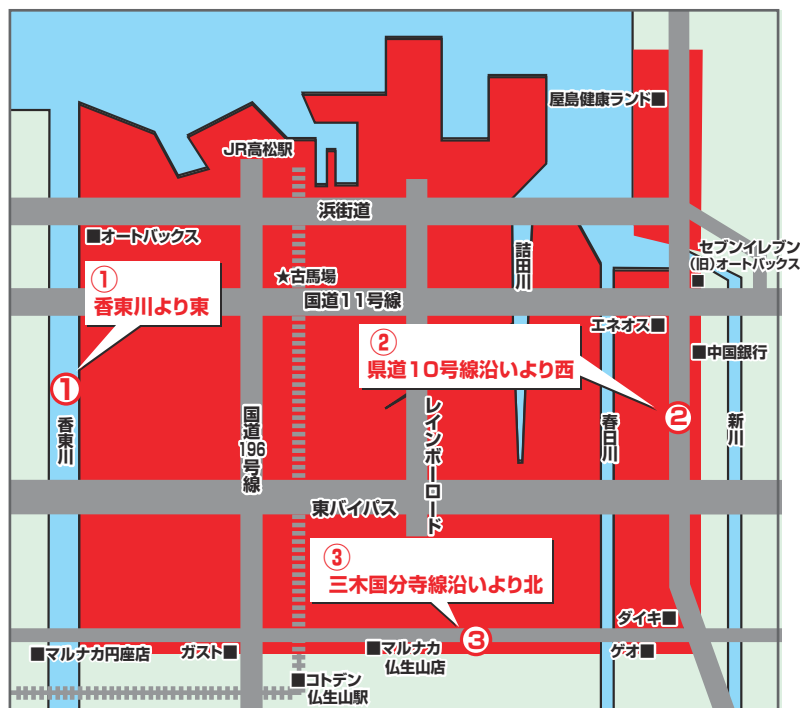 屋島健康ランド■
JR高松駅
浜街道
■オートバックス
詰田川
セブンイレブン
(旧)オートバックス
■
①
香東川より東
★古馬場
国道11号線
エネオス■
②
県道10号線沿いより西
■中国銀行
①
②
香東川
国道196号線
レインボーロード
春日川
新川
東バイパス
③
三木国分寺線沿いより北
ダイキ■
③
■マルナカ円座店
ガスト■
■マルナカ
仏生山店
ゲオ■
■コトデン
仏生山駅